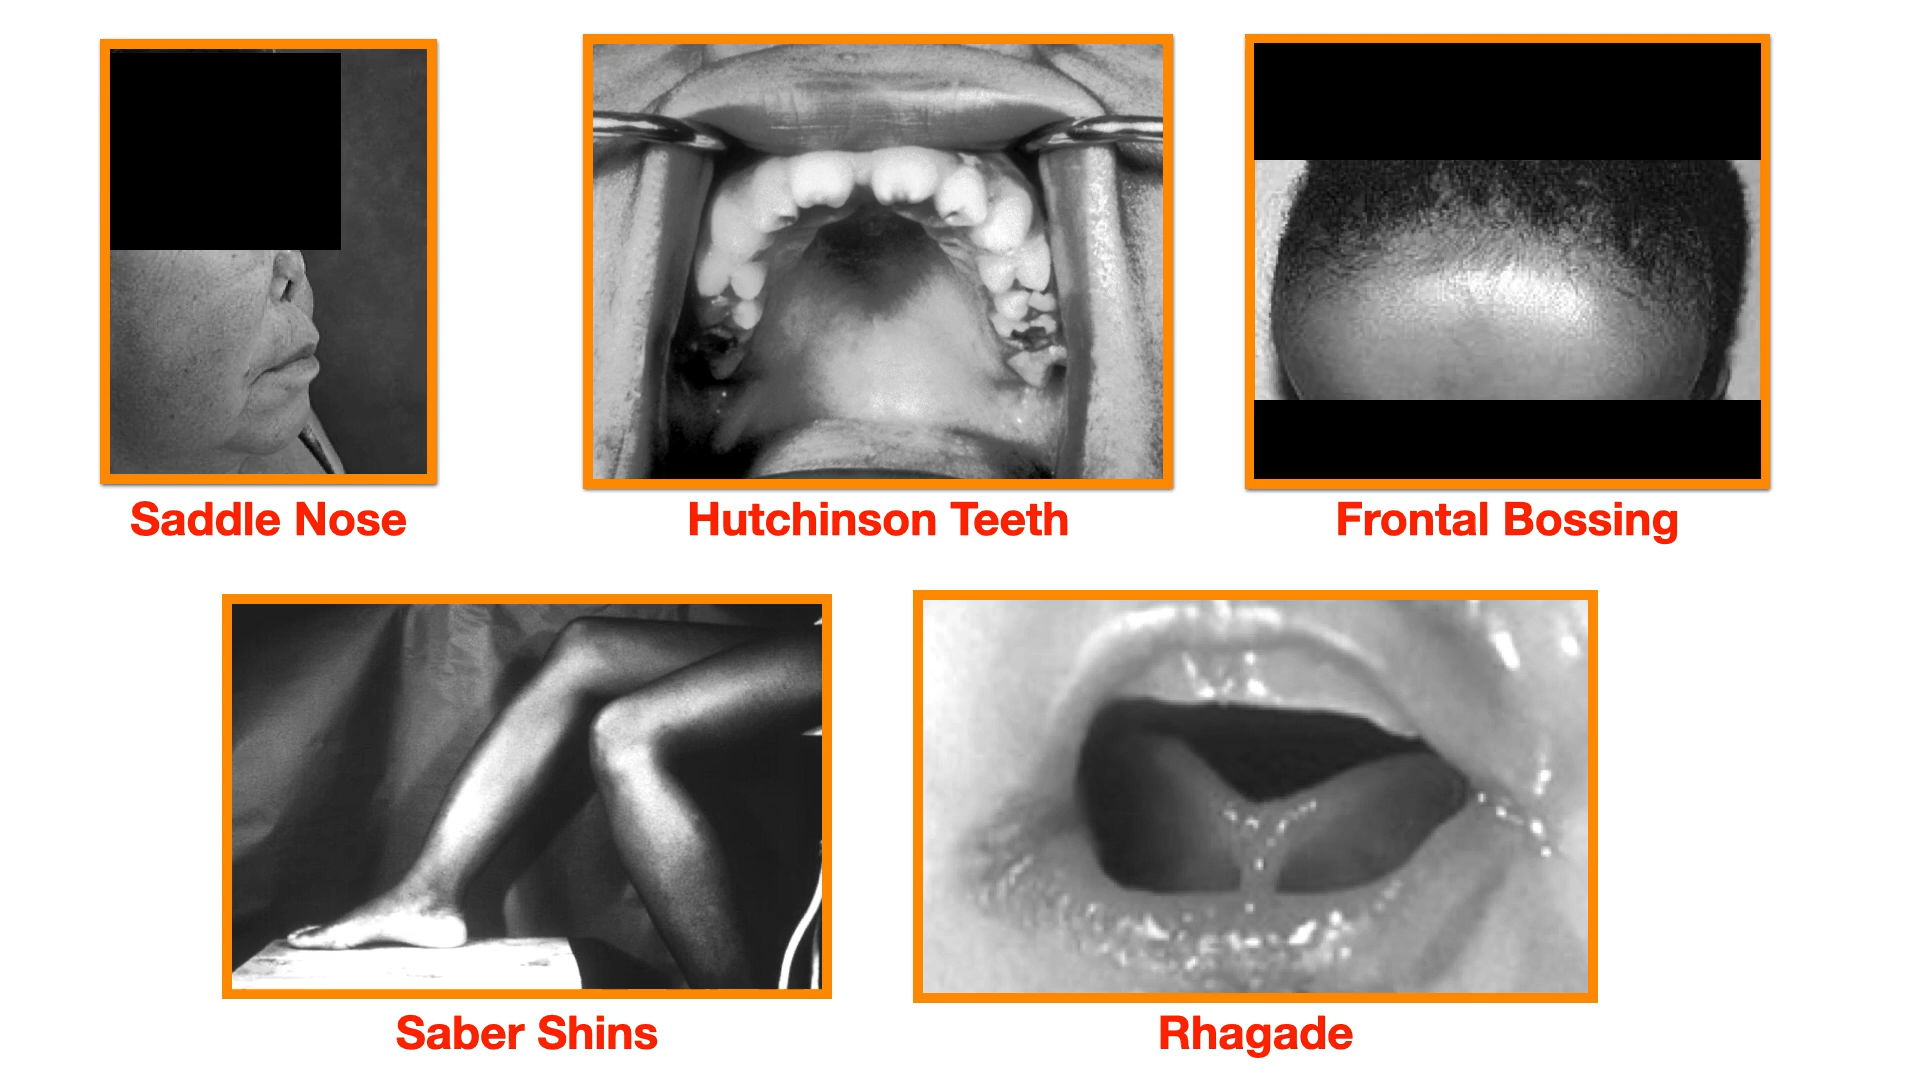 Saddle Nose
Hutchinson Teeth
Frontal Bossing
Saber Shins
Rhagade